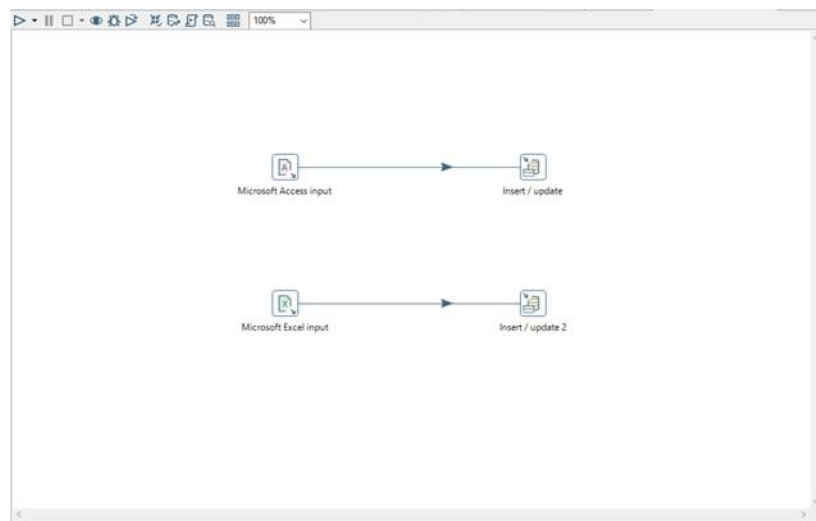 100%
Microsoft Access input
Insert / update
Microsoft Excel input
Insert / update 2